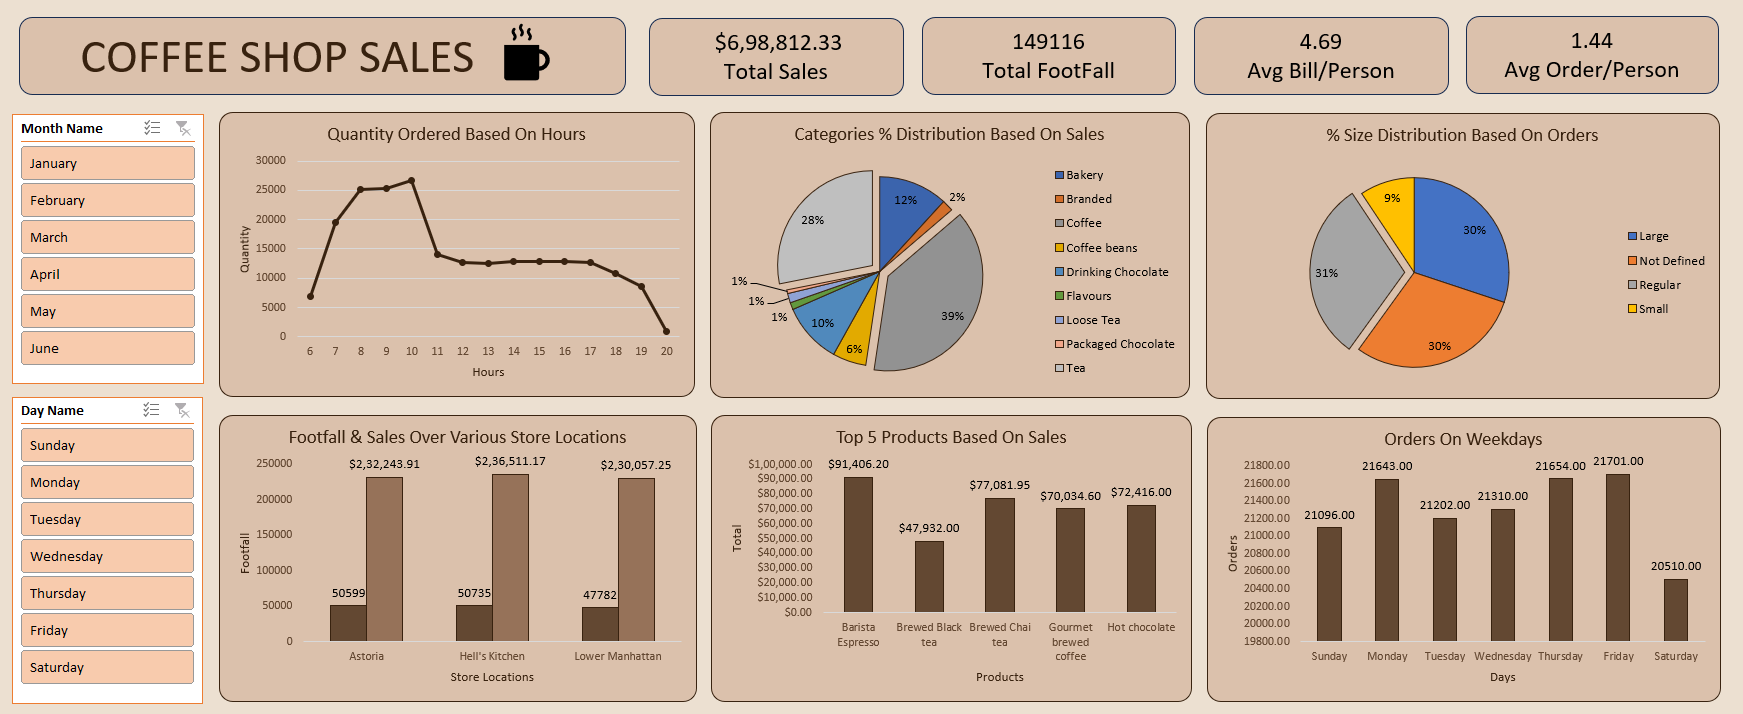 COFFEE SHOP SALES
$6,98,812.33
Total Sales
149116
Total FootFall
4.69
Avg Bill/Person
1.44
Avg Order/Person
Month Name
January
February
March
April
May
June
Day Name
Sunday
Monday
Tuesday
Wednesday
Thursday
Friday
Saturday
Quantity Ordered Based On Hours
Quantity
30000
25000
20000
15000
10000
5000
0
6 7 8 9 10 11 12 13 14 15 16 17 18 19 20
Hours
Categories % Distribution Based On Sales
12%
2%
39%
6%
10%
1%
1%
1%
28%
Bakery
Branded
Coffee
Coffee beans
Drinking Chocolate
Flavours
Loose Tea
Packaged Chocolate
Tea
% Size Distribution Based On Orders
30%
30%
31%
9%
Large
Not Defined
Regular
Small
Footfall & Sales Over Various Store Locations
Footfall
250000
200000
150000
100000
50000
0
$2,32,243.91
$2,36,511.17
$2,30,057.25
50599
50735
47782
Astoria
Hell's Kitchen
Lower Manhattan
Store Locations
Top 5 Products Based On Sales
Total
$1,00,000.00
$90,000.00
$80,000.00
$70,000.00
$60,000.00
$50,000.00
$40,000.00
$30,000.00
$20,000.00
$10,000.00
$0.00
$91,406.20
$47,932.00
$77,081.95
$70,034.60
$72,416.00
Barista
Espresso
Brewed Black
tea
Brewed Chai
tea
Gourmet
brewed
coffee
Hot chocolate
Products
Orders On Weekdays
Orders
21800.00
21600.00
21400.00
21200.00
21000.00
20800.00
20600.00
20400.00
20200.00
20000.00
19800.00
21096.00
21643.00
21202.00
21310.00
21654.00
21701.00
20510.00
Sunday
Monday
Tuesday
Wednesday
Thursday
Friday
Saturday
Days